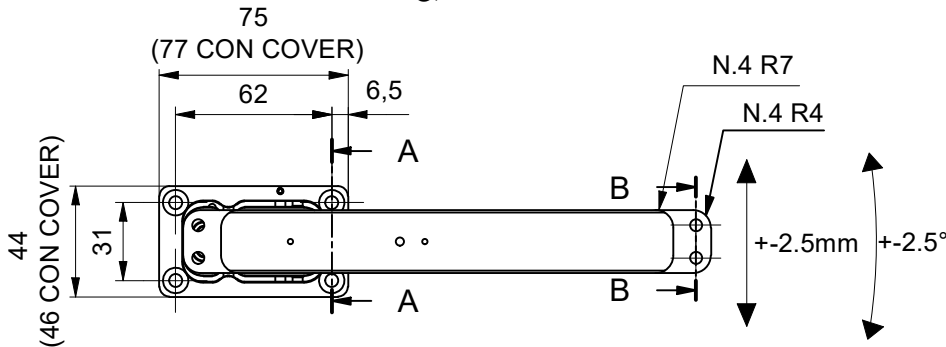 75
(77 CON COVER)
62
6,5
N.4 R7
N.4 R4
A
B
44
(46 CON COVER)
31
+-2.5mm
+-2.5°
B
A